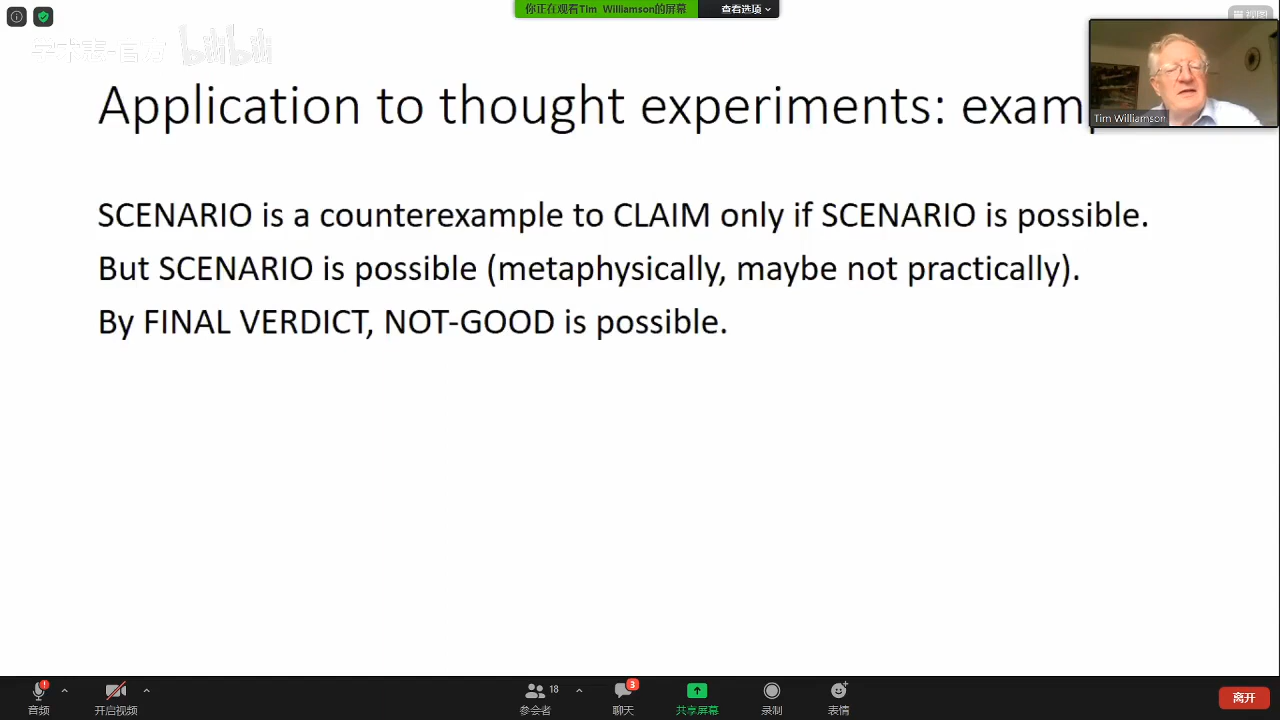 你正在观看Tim Williamson的屏幕
查看选项
视图
bilibili
Application to thought experiments: exam
Tim Williamson
SCENARIO is a counterexample to CLAIM only if SCENARIO is possible.
But SCENARIO is possible (metaphysically, maybe not practically).
By FINAL VERDICT, NOT-GOOD is possible.
音频
开启视频
18
参会者
3
聊天
共享屏幕
录制
表情
离开